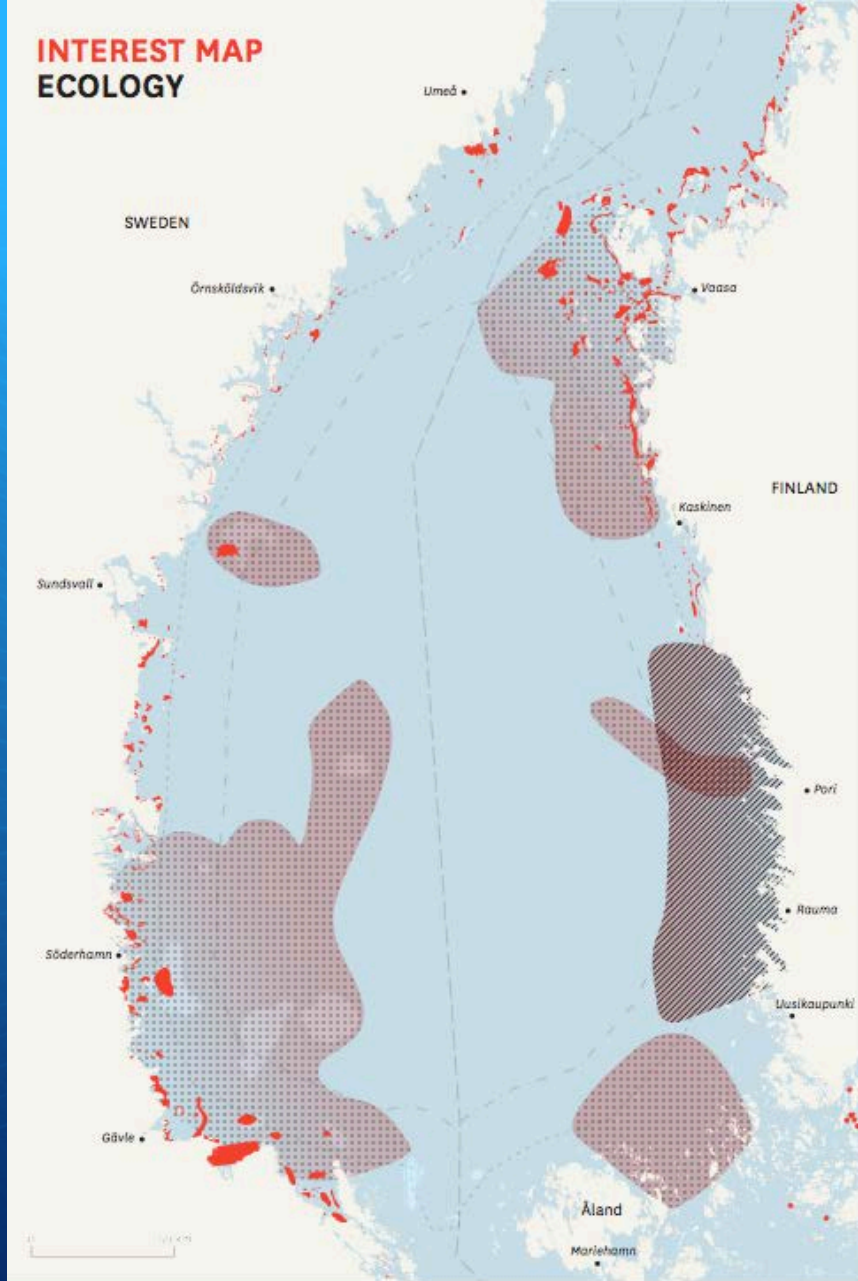 INTEREST MAP
ECOLOGY
Umeå
SWEDEN
Örnsköldsvik
Vaasa
FINLAND
Kaskinen
Sundsvall
Pori
Rauma
Söderhamn
Uusikaupunki
Gävle
Åland
Mariehamn